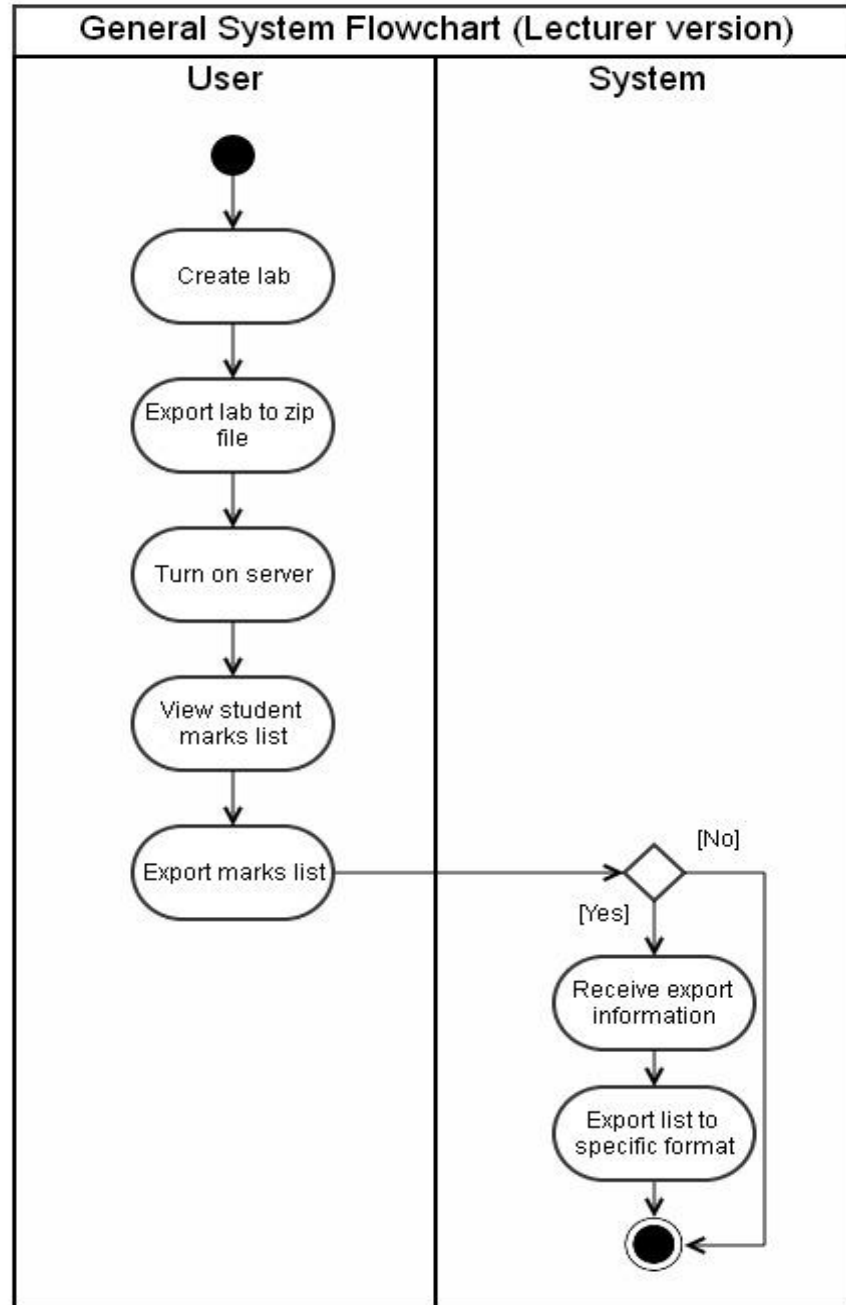 General System Flowchart (Lecturer version)
User
System
Create lab
Export lab to zip
file
Turn on server
View student
marks list
Export marks list
[No]
[Yes]
Receive export
information
Export list to
specific format